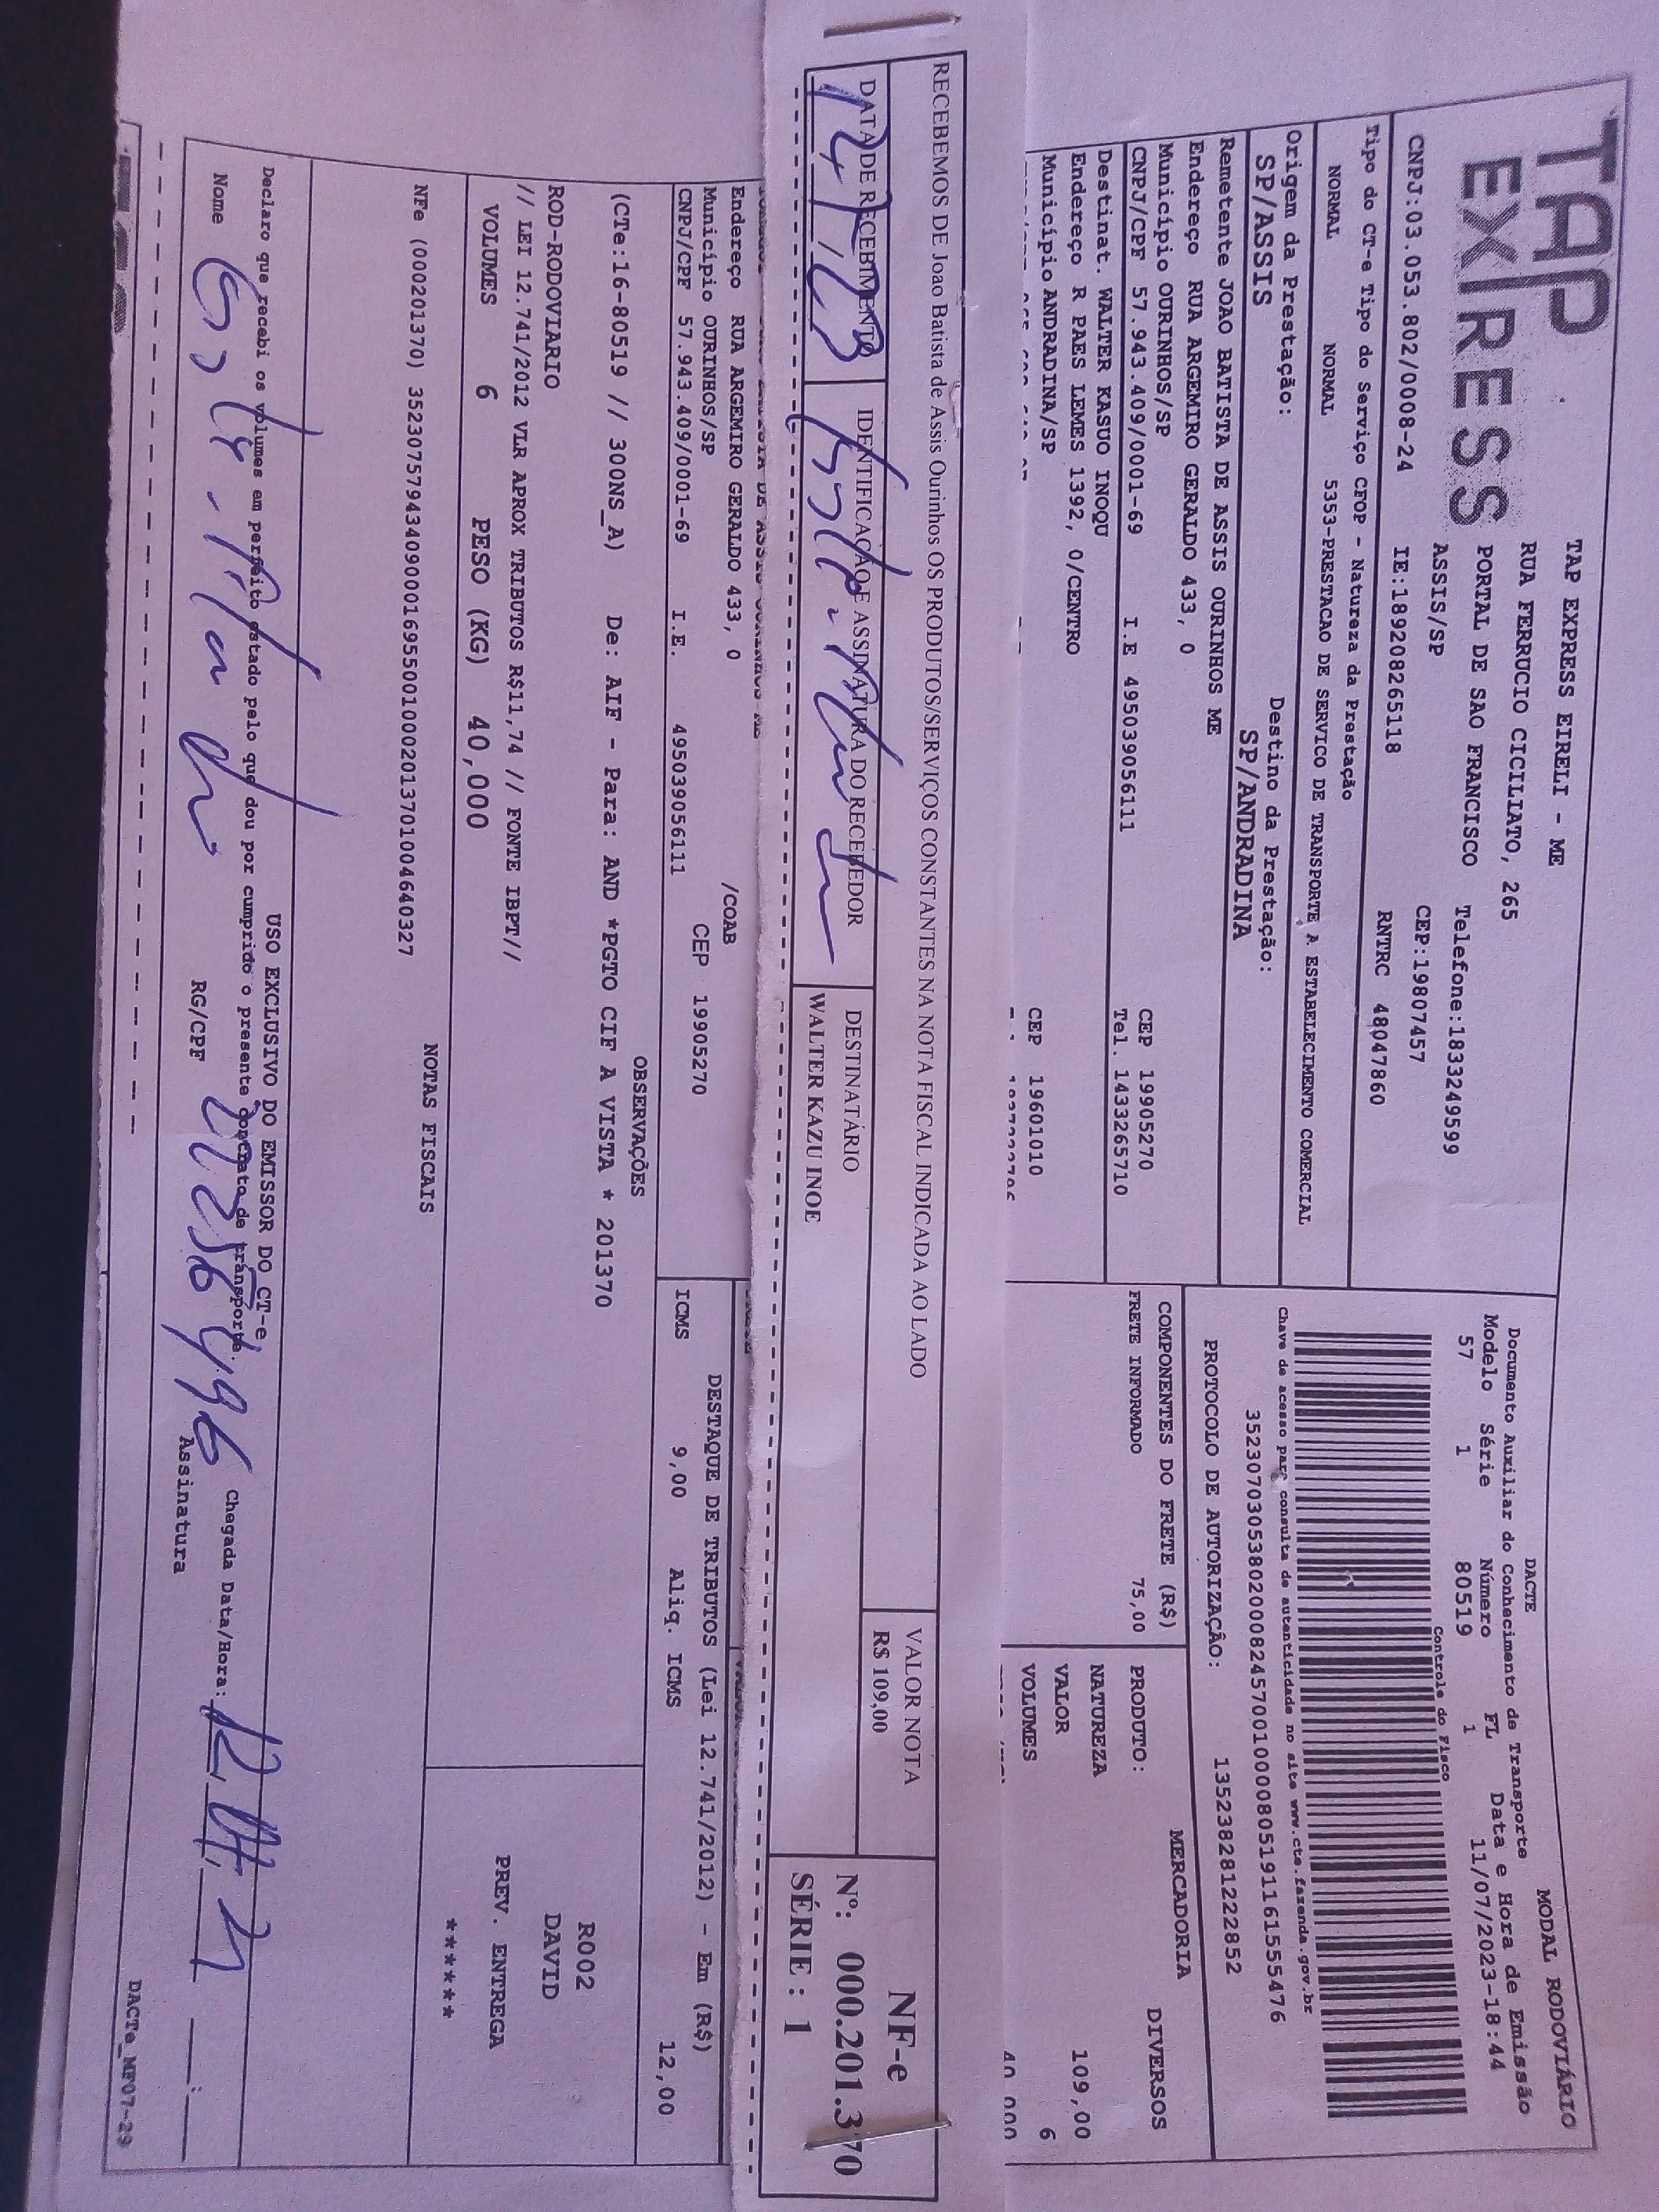 TAP EXPRESS
TAP EXPRESS EIRELI - ME
RUA FERRUCIO CICILIATO, 265
PORTAL DE SAO FRANCISCO Telefone:1833249599
ASSIS/SP CEP:19807457
CNPJ:03.053.802/0008-24 IE:189208265118 RNTRC 48047860
Tipo do CT-e Tipo do Serviço CFOP - Natureza da Prestação
NORMAL NORMAL 5353-PRESTACAO DE SERVICO DE TRANSPORTE A ESTABELECIMENTO COMERCIAL
Origem da Prestação: Destino da Prestação:
SP/ASSIS SP/ANDRADINA
MODAL RODOVIÁRIO
DACTE
Documento Auxiliar do Conhecimento de Transporte
Modelo Série Número FL Data e Hora de Emissão
57 1 80519 1 11/07/2023-18:44
Controle do Fisco
Chave de acesso para consulta de autenticidade no site www.cte.fazenda.gov.br
35230703053802000824570010000805191161555476
PROTOCOLO DE AUTORIZAÇÃO: 135238281222852
Remetente JOAO BATISTA DE ASSIS OURINHOS ME
Endereço RUA ARGEMIRO GERALDO 433, 0
Município OURINHOS/SP CEP 19905270
CNPJ/CPF 57.943.409/0001-69 I.E 495039056111 Tel. 1433265710
Destinat. WALTER KASUO INOQU
Endereço R PAES LEMES 1392, 0/CENTRO
Município ANDRADINA/SP CEP 19601010
COMPONENTES DO FRETE (R$)
FRETE INFORMADO 75,00
MERCADORIA
PRODUTO: DIVERSOS
NATUREZA
VALOR 109,00
VOLUMES 6
RECEBEMOS DE Joao Batista de Assis Ourinhos OS PRODUTOS/SERVIÇOS CONSTANTES NA NOTA FISCAL INDICADA AO LADO
DATA DE RECEBIMENTO IDENTIFICAÇÃO E ASSINATURA DO RECEBEDOR DESTINATÁRIO VALOR NOTA
WALTER KAZU INOE R$ 109,00
NF-e
Nº: 000.201.370
SÉRIE : 1
Endereço RUA ARGEMIRO GERALDO 433, 0 /COAB
Município OURINHOS/SP CEP 19905270
CNPJ/CPF 57.943.409/0001-69 I.E. 495039056111
DESTAQUE DE TRIBUTOS (Lei 12.741/2012) - Em (R$)
ICMS 9,00 Aliq. ICMS 12,00
OBSERVAÇÕES
(CTe:16-80519 // 300NS_A) De: AIF - Para: AND *PGTO CIF A VISTA * 201370
ROD-RODOVIARIO
// LEI 12.741/2012 VLR APROX TRIBUTOS R$11,74 // FONTE IBPT//
VOLUMES 6 PESO (KG) 40,000
R002
DAVID
PREV. ENTREGA
******
NOTAS FISCAIS
NFe (000201370) 35230757943409000169550010002013701004640327
USO EXCLUSIVO DO EMISSOR DO CT-e
Declaro que recebi os volumes em perfeito estado pelo que dou por cumprido o presente contrato de transporte.
Nome RG/CPF Chegada Data/Hora:
Assinatura
DACTe_MF07-29